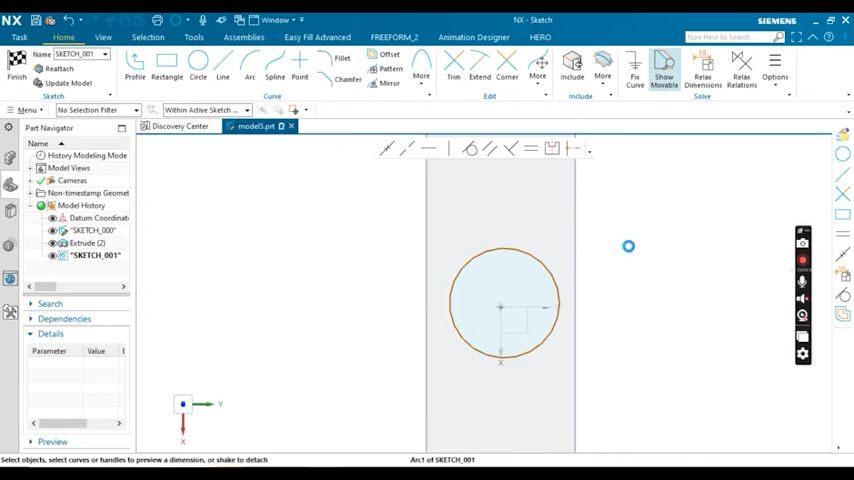 NX
Window
NX - Sketch
SIEMENS
Task
Home
View
Selection
Tools
Assemblies
Easy Fill Advanced
FREEFORM_2
Animation Designer
HERO
Type Here to Search
Finish
Name SKETCH_001
Reattach
Update Model
Sketch
Profile
Rectangle
Circle
Line
Arc
Spline
Point
Fillet
Chamfer
Offset
Pattern
Mirror
More
Curve
Trim
Extend
Corner
More
Edit
Include
More
Include
Fix
Curve
Show
Movable
Relax
Dimensions
Relax
Relations
Options
Solve
Menu
No Selection Filter
Within Active Sketch ...
Part Navigator
Discovery Center
model5.prt
Name
History Modeling Mode
Model Views
Cameras
Non-timestamp Geomet
Model History
Datum Coordinat
"SKETCH_000"
Extrude (2)
"SKETCH_001"
Search
Dependencies
Details
Parameter
Value
Preview
X
Y
X
Select objects, select curves or handles to preview a dimension, or shake to detach
Arc1 of SKETCH_001